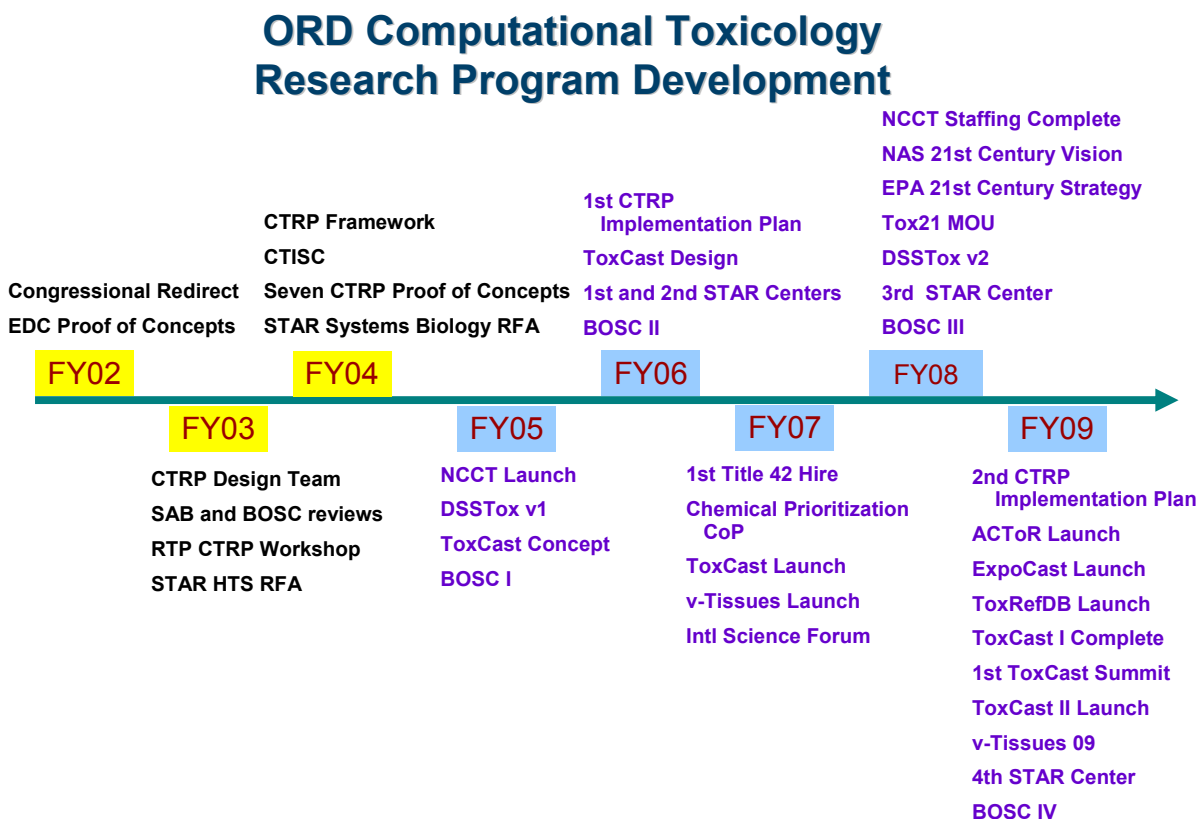 ORD Computational Toxicology
Research Program Development
Congressional Redirect
EDC Proof of Concepts
FY02
FY03
CTRP Design Team
SAB and BOSC reviews
RTP CTRP Workshop
STAR HTS RFA
CTRP Framework
CTISC
Seven CTRP Proof of Concepts
STAR Systems Biology RFA
FY04
FY05
NCCT Launch
DSSTox v1
ToxCast Concept
BOSC I
1st CTRP
Implementation Plan
ToxCast Design
1st and 2nd STAR Centers
BOSC II
FY06
FY07
1st Title 42 Hire
Chemical Prioritization
CoP
ToxCast Launch
v-Tissues Launch
Intl Science Forum
NCCT Staffing Complete
NAS 21st Century Vision
EPA 21st Century Strategy
Tox21 MOU
DSSTox v2
3rd STAR Center
BOSC III
FY08
FY09
2nd CTRP
Implementation Plan
ACToR Launch
ExpoCast Launch
ToxRefDB Launch
ToxCast I Complete
1st ToxCast Summit
ToxCast II Launch
v-Tissues 09
4th STAR Center
BOSC IV